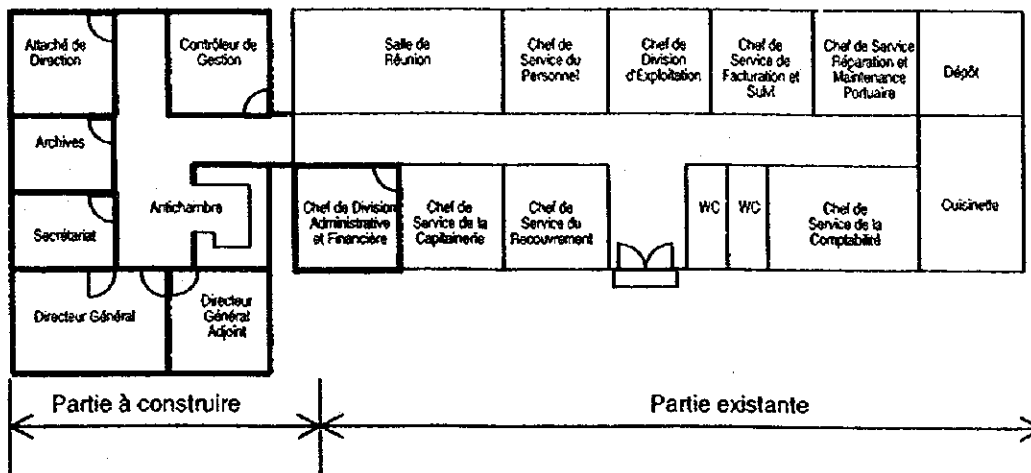 Attaché de
Direction
Contrôleur de
Gestion
Salle de
Réunion
Chef de
Service du
Personnel
Chef de
Division
d'Exploitation
Chef de
Service de
Facturation et
Suivi
Chef de Service
Réparation et
Maintenance
Portuaire
Dépôt
Archives
Secrétariat
Antichambre
Chef de Division
Administrative
et Financière
Chef de
Service de la
Capitainerie
Chef de
Service du
Recouvrement
WC
WC
Chef de
Service de la
Comptabilité
Cuisinette
Directeur Général
Directeur
Général
Adjoint
Partie à construire
Partie existante